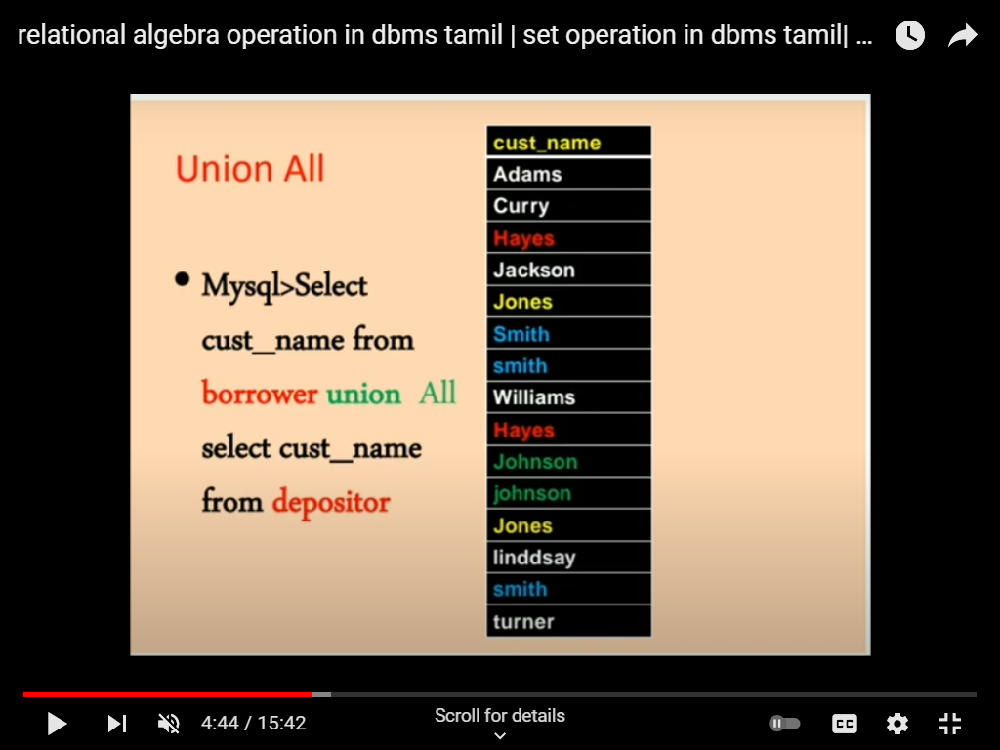 relational algebra operation in dbms tamil | set operation in dbms tamil| ...
Union All
• Mysql>Select
cust_name from
borrower union All
select cust_name
from depositor
cust_name
Adams
Curry
Hayes
Jackson
Jones
Smith
smith
Williams
Hayes
Johnson
johnson
Jones
linddsay
smith
turner
4:44 / 15:42
Scroll for details
CC